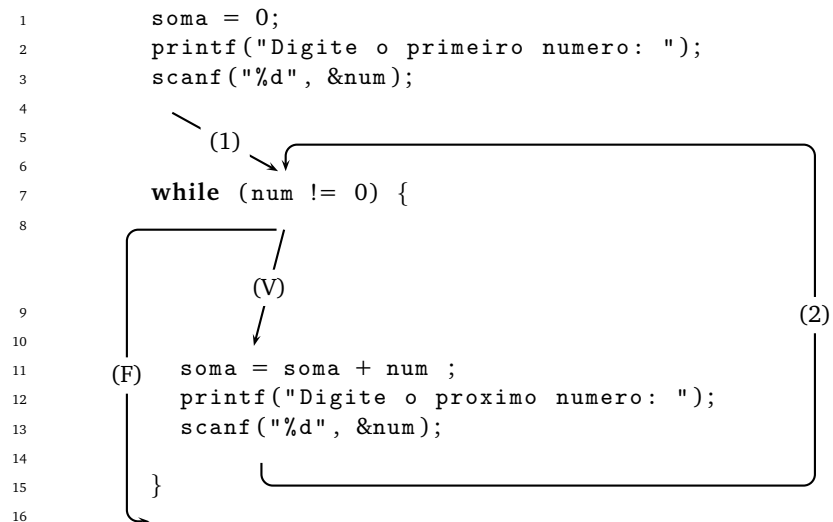 1 soma = 0;
2 printf("Digite o primeiro numero: ");
3 scanf("%d", &num);
4
5 (1)
6
7 while (num != 0) {
8
(V)
9 (2)
10
11 (F) soma = soma + num ;
12 printf("Digite o proximo numero: ");
13 scanf("%d", &num);
14
15 }
16